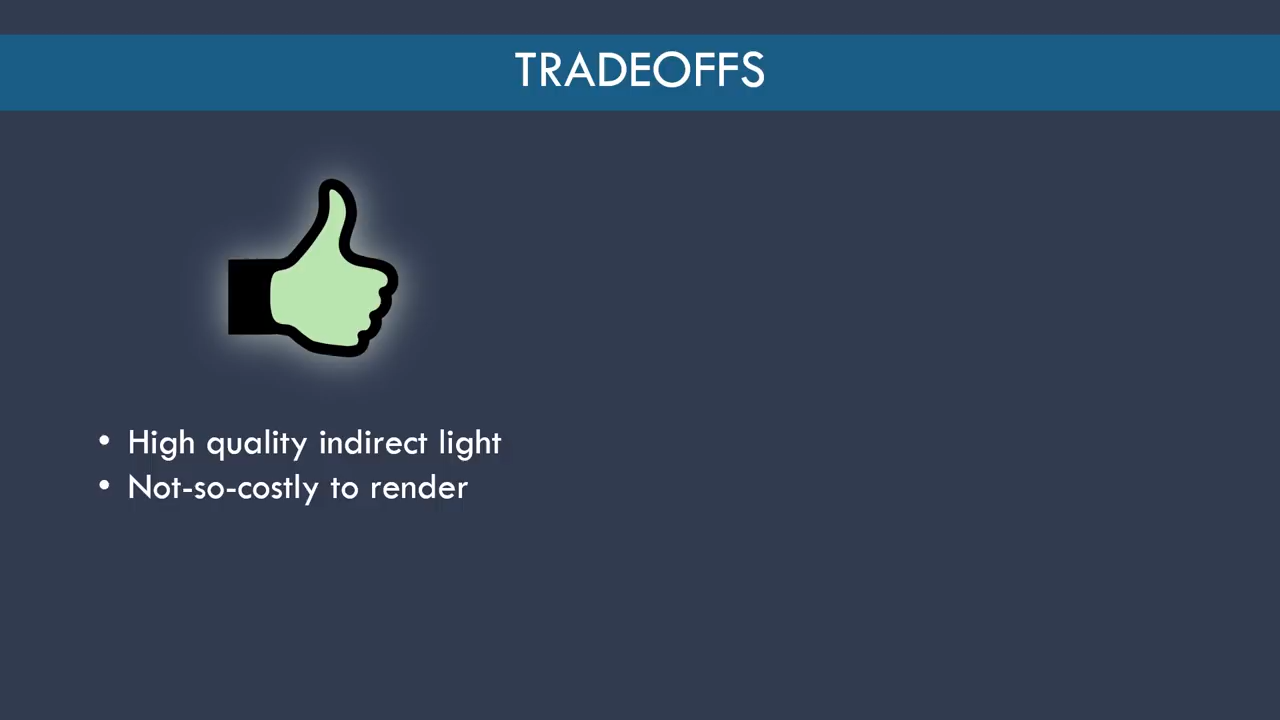 TRADEOFFS
• High quality indirect light
• Not-so-costly to render